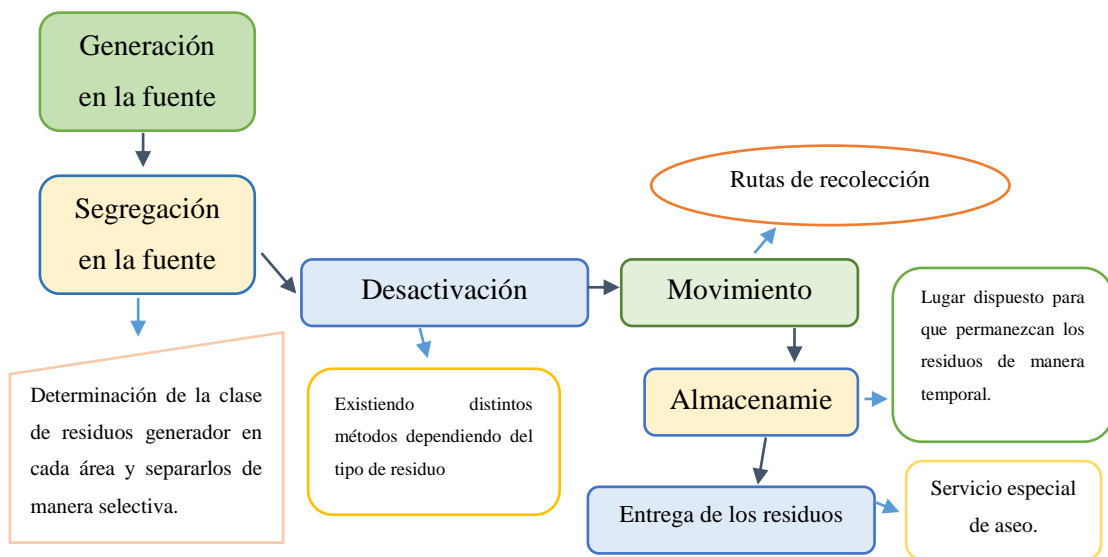 Generación
en la fuente
Segregación
en la fuente
Determinación de la clase
de residuos generador en
cada área y separarlos de
manera selectiva.
Desactivación
Existiendo distintos
métodos dependiendo del
tipo de residuo
Movimiento
Rutas de recolección
Almacenamie
Lugar dispuesto para
que permanezcan los
residuos de manera
temporal.
Entrega de los residuos
Servicio especial
de aseo.